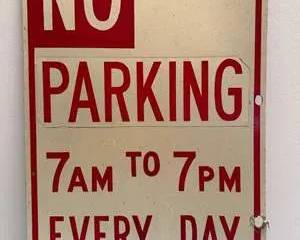 NO
PARKING
7AM TO 7PM
EVERY DAY